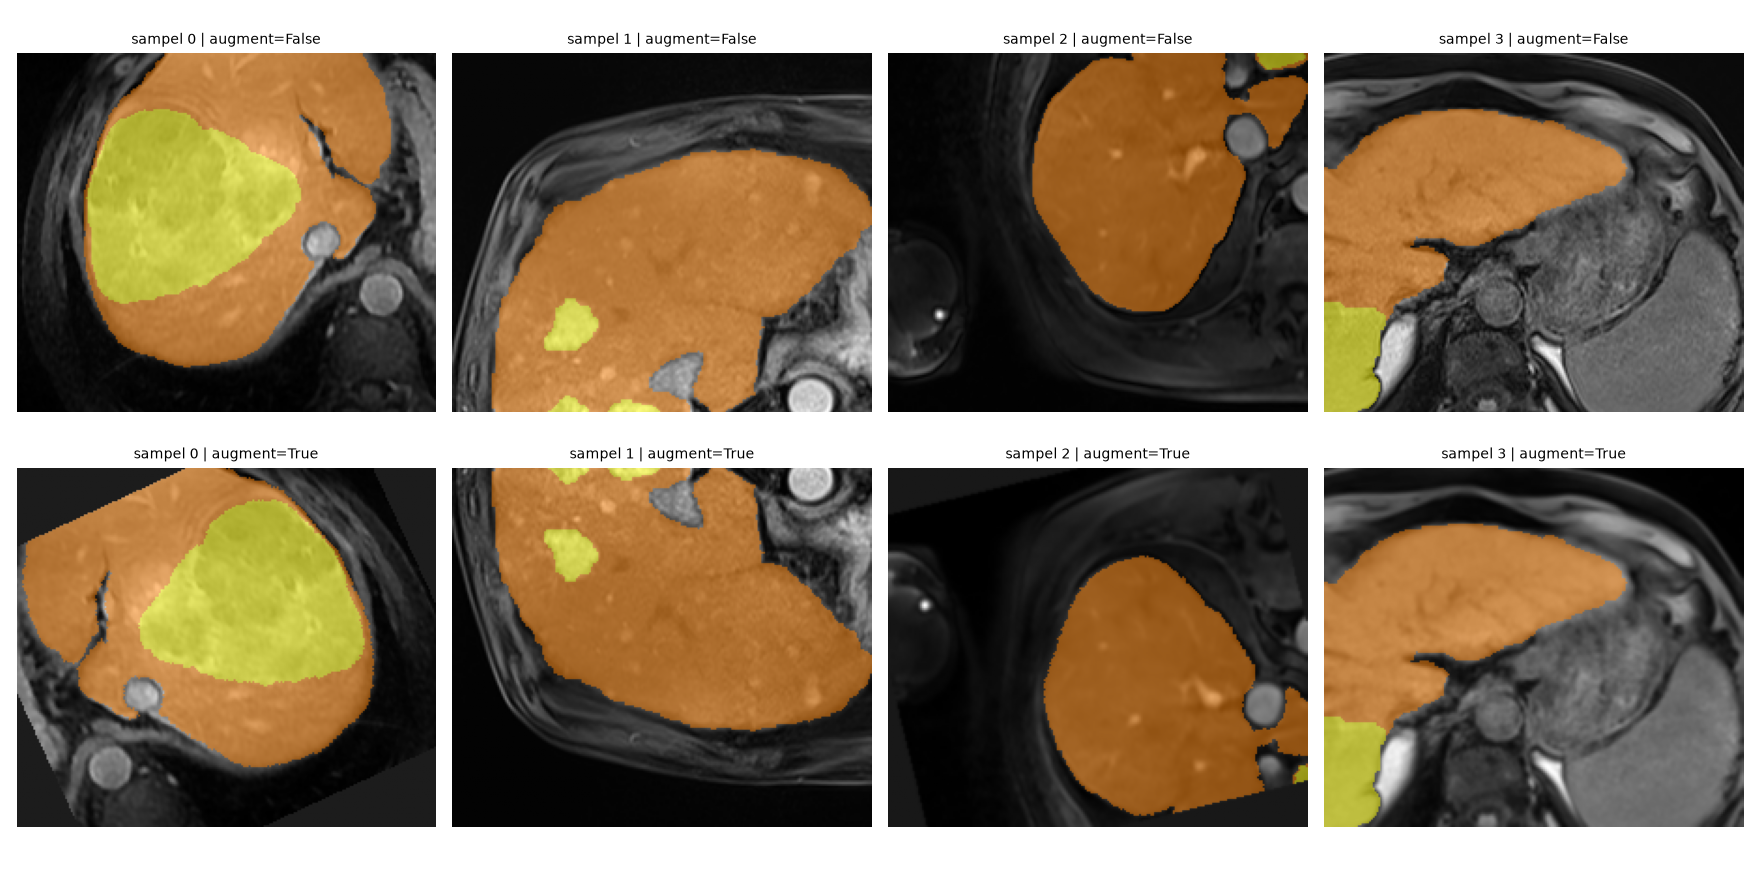 sampel 0 | augment=False
sampel 1 | augment=False
sampel 2 | augment=False
sampel 3 | augment=False
sampel 0 | augment=True
sampel 1 | augment=True
sampel 2 | augment=True
sampel 3 | augment=True